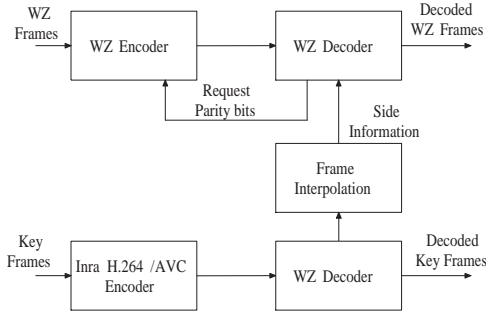 WZ
Frames
WZ Encoder
WZ Decoder
Decoded
WZ Frames
Request
Parity bits
Side
Information
Frame
Interpolation
Key
Frames
Inra H.264 /AVC
Encoder
WZ Decoder
Decoded
Key Frames